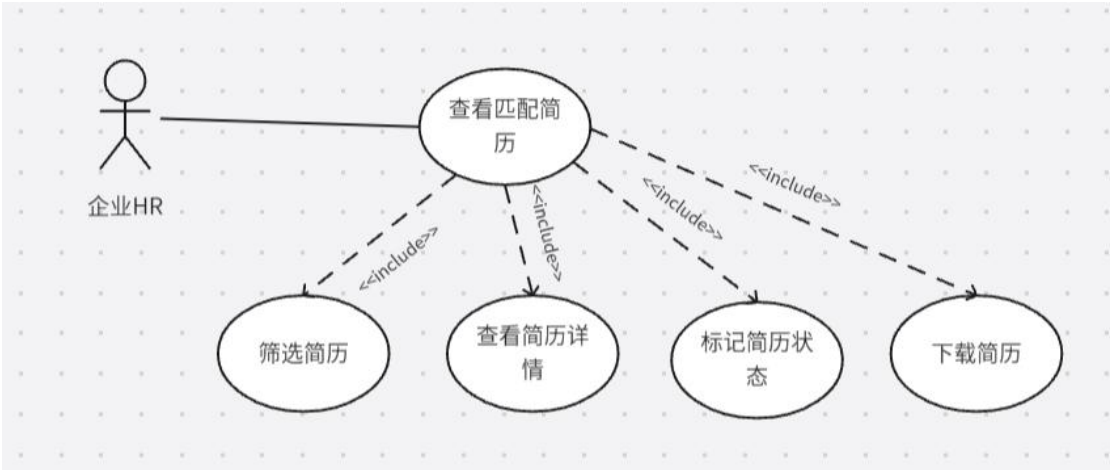 查看匹配简
历
企业HR
<<include>>
<<include>>
<<include>>
<<include>>
筛选简历
查看简历详
情
标记简历状
态
下载简历